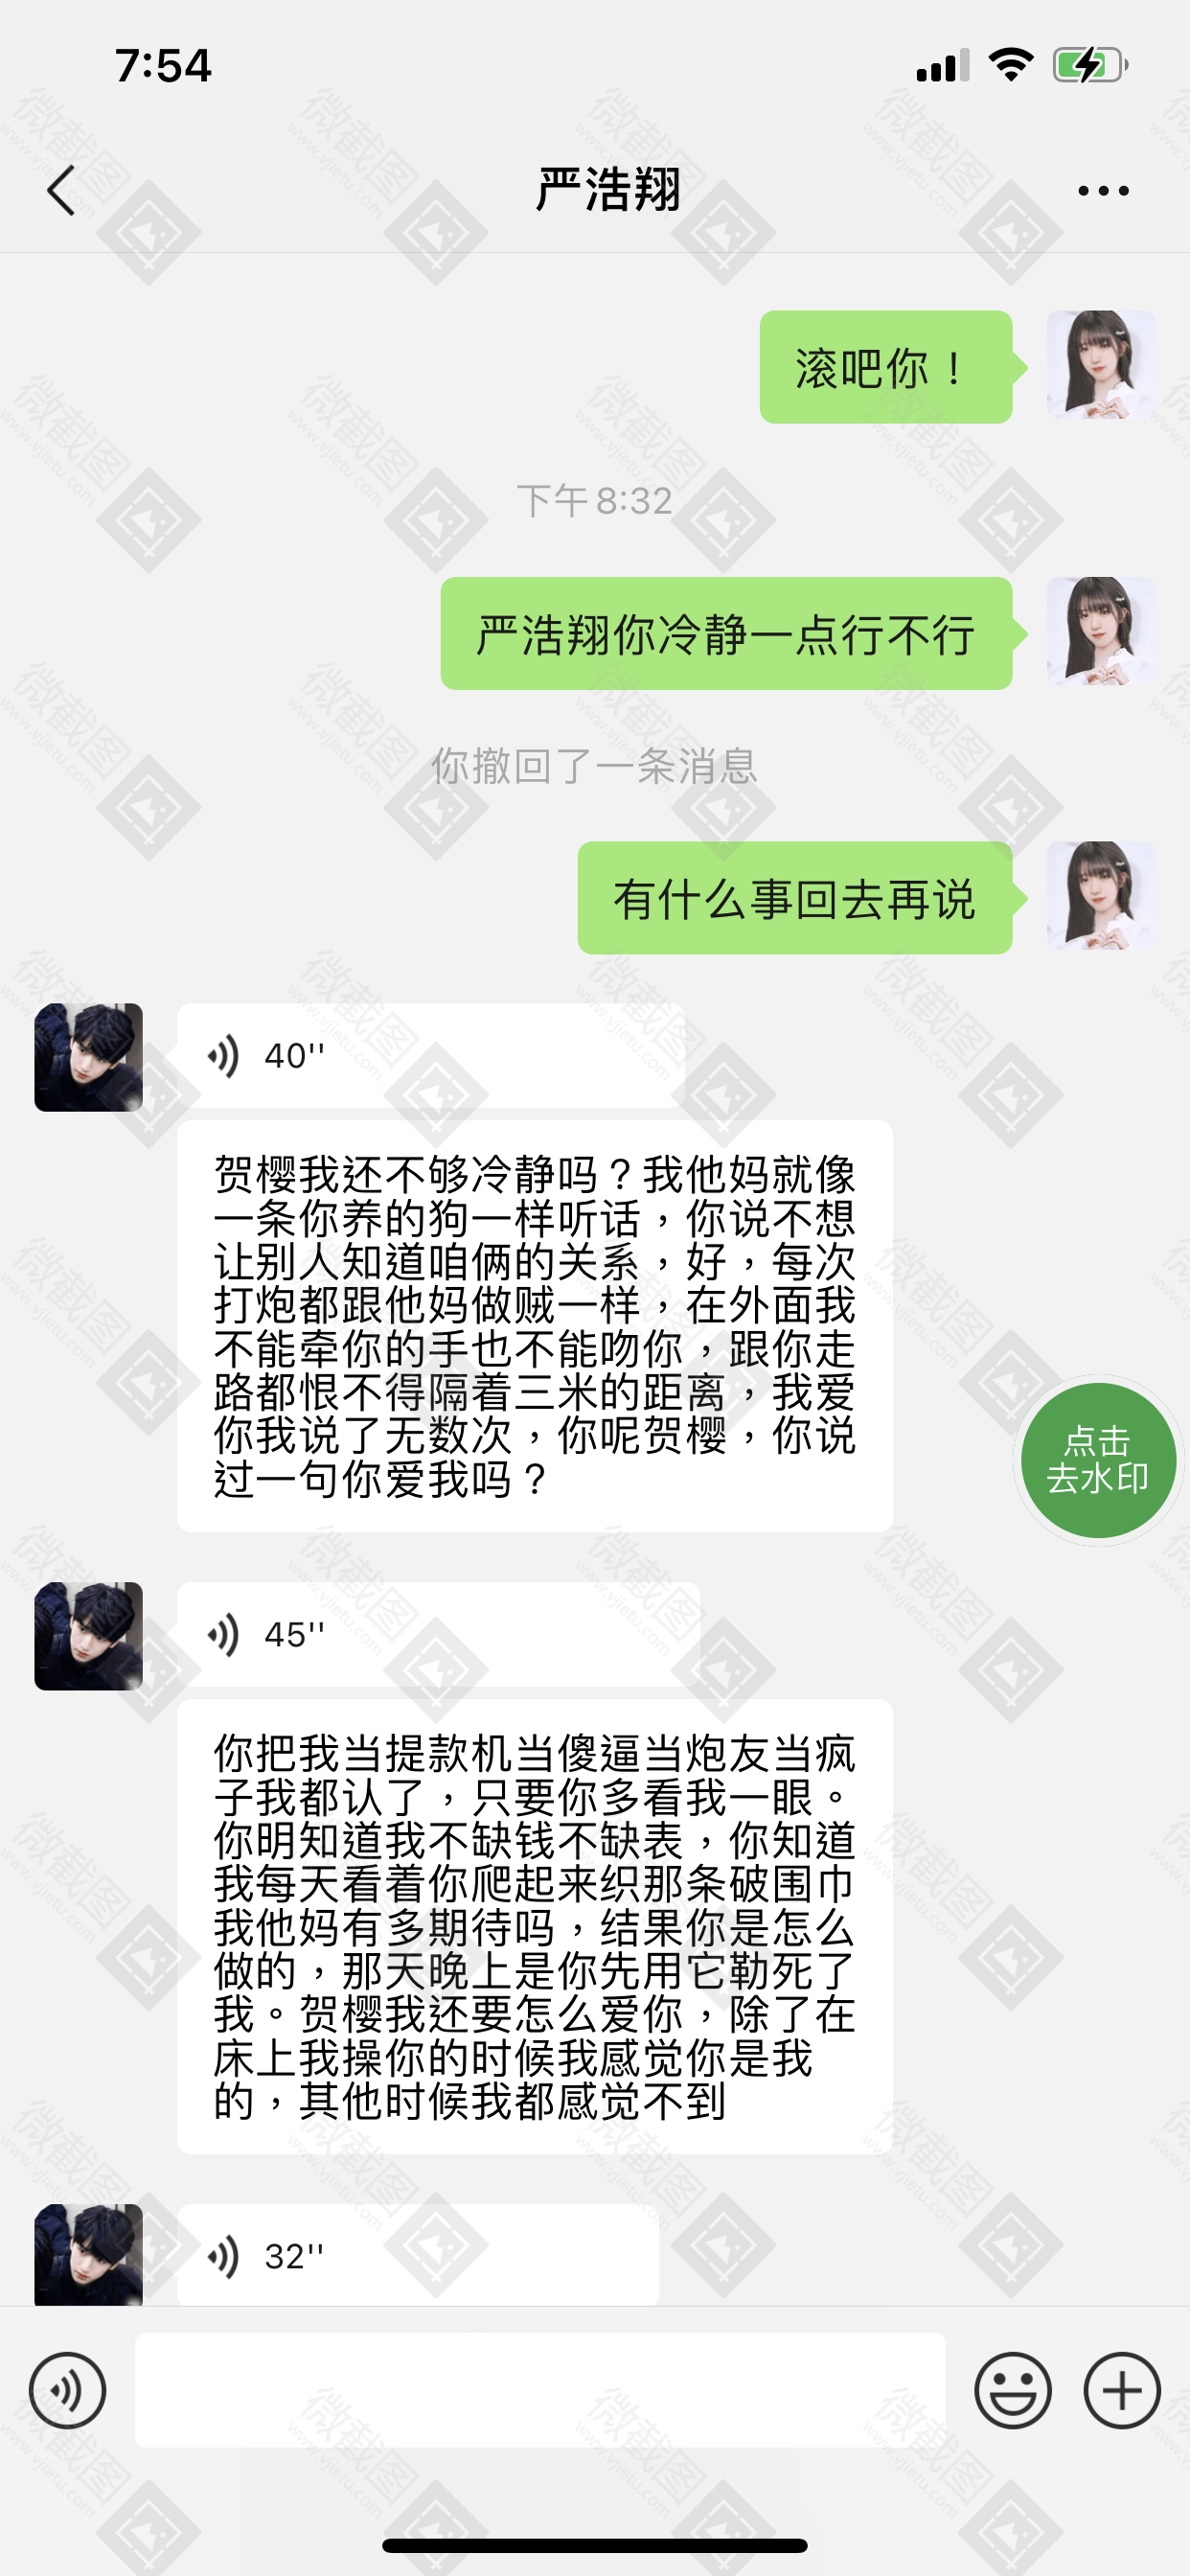 7:54
严浩翔
滚吧你！
下午 8:32
严浩翔你冷静一点行不行
你撤回了一条消息
有什么事回去再说
40''
贺樱我还不够冷静吗？我他妈就像
一条你养的狗一样听话，你说不想
让别人知道咱俩的关系，好，每次
打炮都跟他妈做贼一样，在外面我
不能牵你的手也不能吻你，跟你走
路都恨不得隔着三米的距离，我爱
你我说了无数次，你呢贺樱，你说
过一句你爱我吗？
点击
去水印
45''
你把我当提款机当傻逼当炮友当疯
子我都认了，只要你多看我一眼。
你明知道我不缺钱不缺表，你知道
我每天看着你爬起来织那条破围巾
我他妈有多期待吗，结果你是怎么
做的，那天晚上是你先用它勒死了
我。贺樱我还要怎么爱你，除了在
床上我操你的时候我感觉你是我
的，其他时候我都感觉不到
32''
微截图
www.vjietu.com